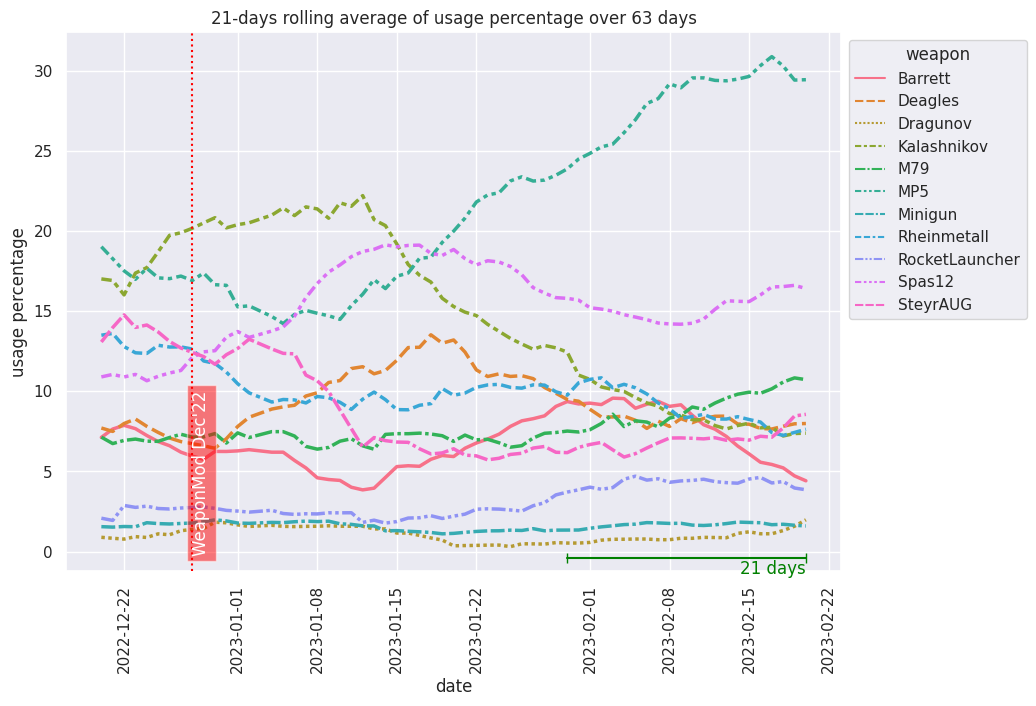 21-days rolling average of usage percentage over 63 days
weapon
Barrett
Deagles
Dragunov
Kalashnikov
M79
MP5
Minigun
Rheinmetall
RocketLauncher
Spas12
SteyrAUG
usage percentage
30
25
20
15
10
5
0
WeaponMod Dec'22
21 days
2022-12-22
2023-01-01
2023-01-08
2023-01-15
2023-01-22
2023-02-01
2023-02-08
2023-02-15
2023-02-22
date